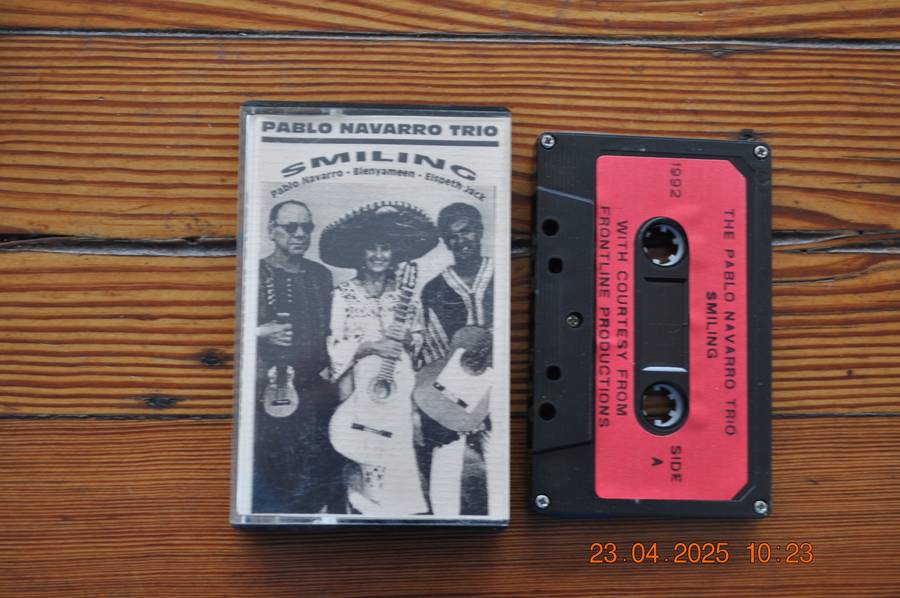 PABLO NAVARRO TRIO
SMILING
Pablo Navarro - Blenyameen - Elspeth Jack
THE PABLO NAVARRO TRIO
SMILING
1992
SIDE
A
WITH COURTESY FROM
FRONTLINE PRODUCTIONS
23.04.2025 10:23